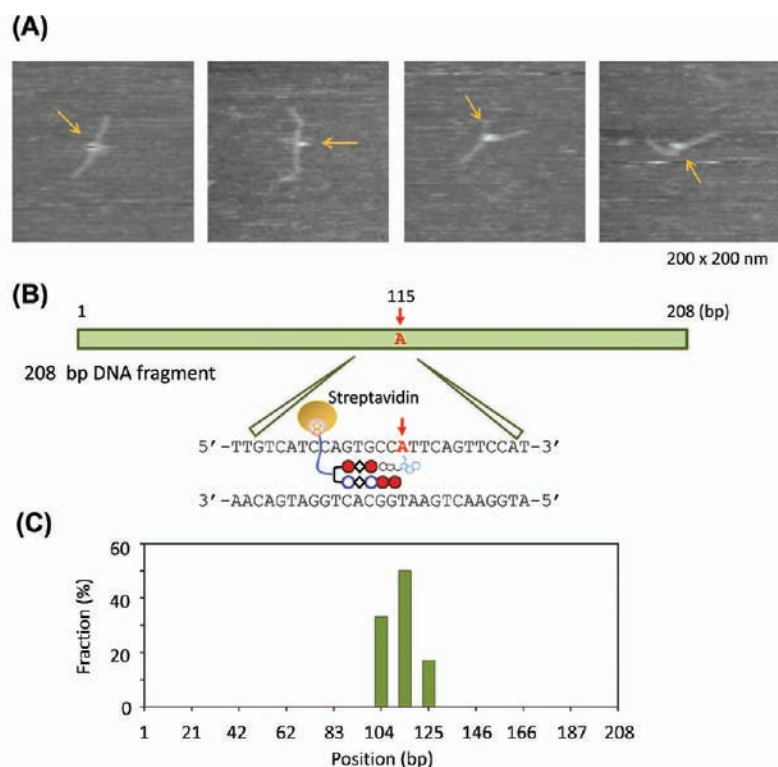 (A)
200 x 200 nm
(B)
1 115 208 (bp)
A
208 bp DNA fragment
Streptavidin
5′-TTGTCATCCAGTGCCATTCAGTTCCAT-3′
3′-AACAGTAGGTCACGGTAAGTCAAGGTA-5′
(C)
60
40
20
0
Fraction (%)
1 21 42 62 83 104 125 146 166 187 208
Position (bp)